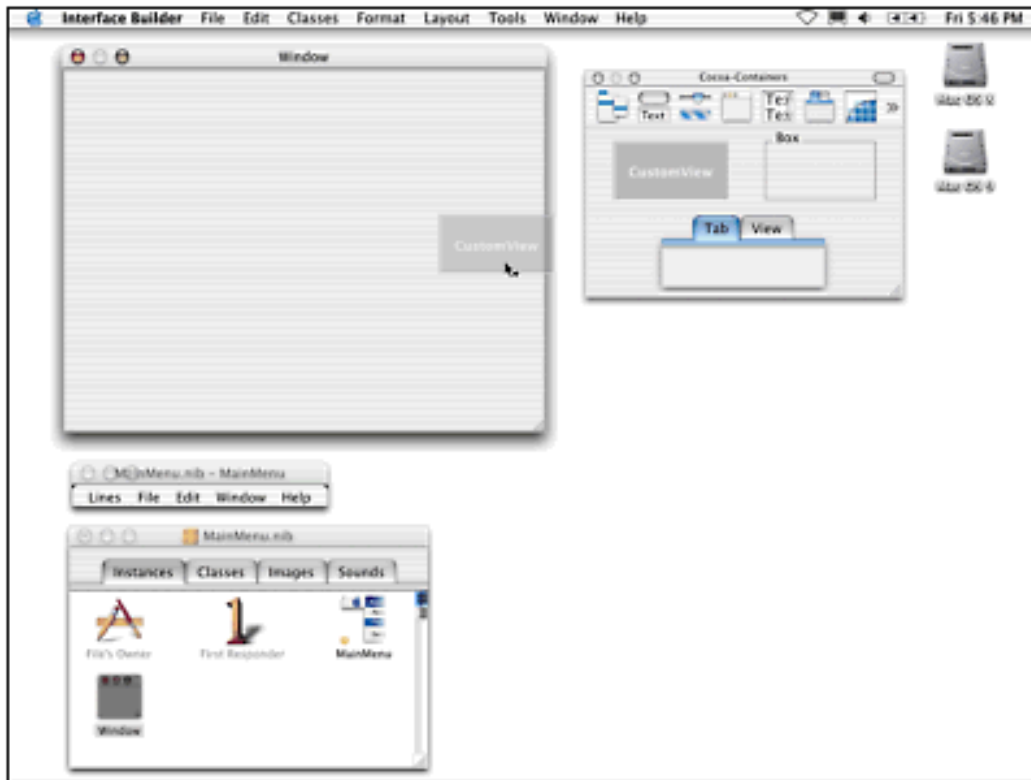 Interface Builder File Edit Classes Format Layout Tools Window Help Fri 5:46 PM
Window
Cocoa-Containers
Text
Box
CustomView
CustomView
Tab View
MainMenu.nib - MainMenu
Lines File Edit Window Help
MainMenu.nib
Instances Classes Images Sounds
File's Owner First Responder MainMenu
Window